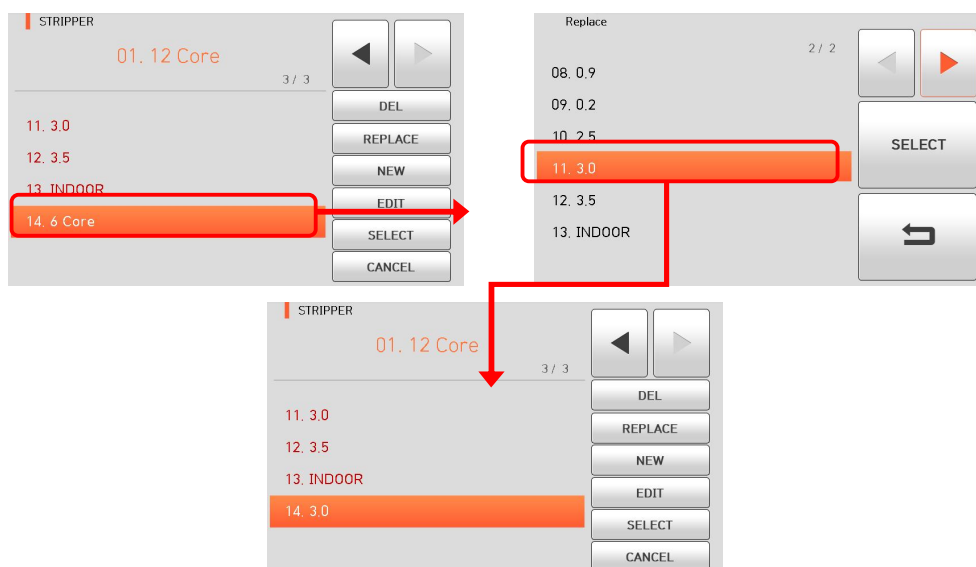 STRIPPER
01. 12 Core
3 / 3
11. 3.0
12. 3.5
13. INDOOR
14. 6 Core
DEL
REPLACE
NEW
EDIT
SELECT
CANCEL
Replace
2 / 2
08. 0.9
09. 0.2
10. 2.5
11. 3.0
12. 3.5
13. INDOOR
SELECT
STRIPPER
01. 12 Core
3 / 3
11. 3.0
12. 3.5
13. INDOOR
14. 3.0
DEL
REPLACE
NEW
EDIT
SELECT
CANCEL